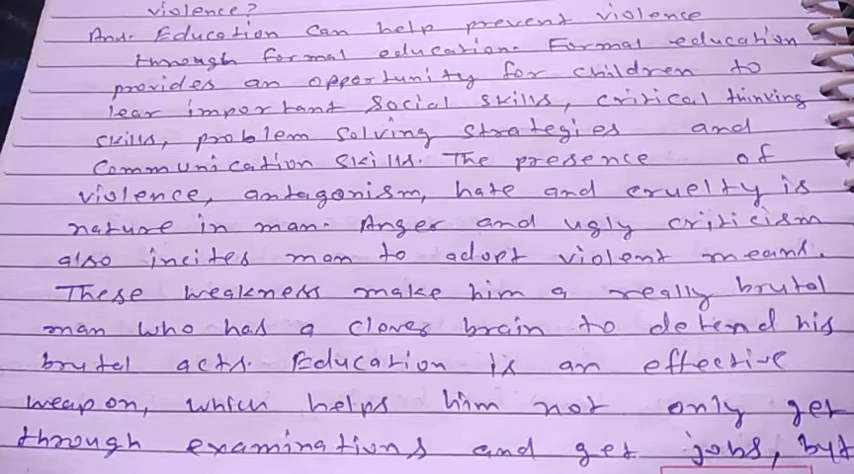 violence?
Ans. Education can help prevent violence
through formal education. Formal education
provides an opportunity for children to
lear important social skills, critical thinking
skills, problem solving strategies and
communication skills. The presence of
violence, antagonism, hate and cruelty is
nature in man. Anger and ugly criticism
also incites man to adopt violent means.
These weakness make him a really brutal
man who has a clever brain to defend his
brutal acts. Education is an effective
weapon, which helps him not only get
through examinations and get jobs, but